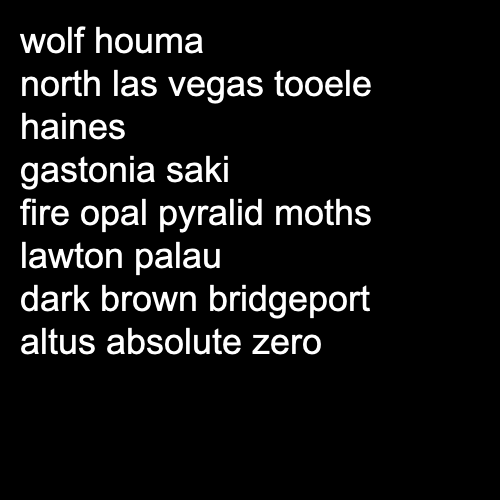 wolf houma
north las vegas tooele
haines
gastonia saki
fire opal pyralid moths
lawton palau
dark brown bridgeport
altus absolute zero